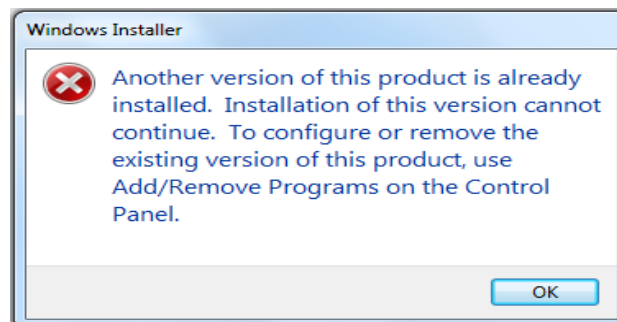 Windows Installer
Another version of this product is already
installed.  Installation of this version cannot
continue.  To configure or remove the
existing version of this product, use
Add/Remove Programs on the Control
Panel.
OK